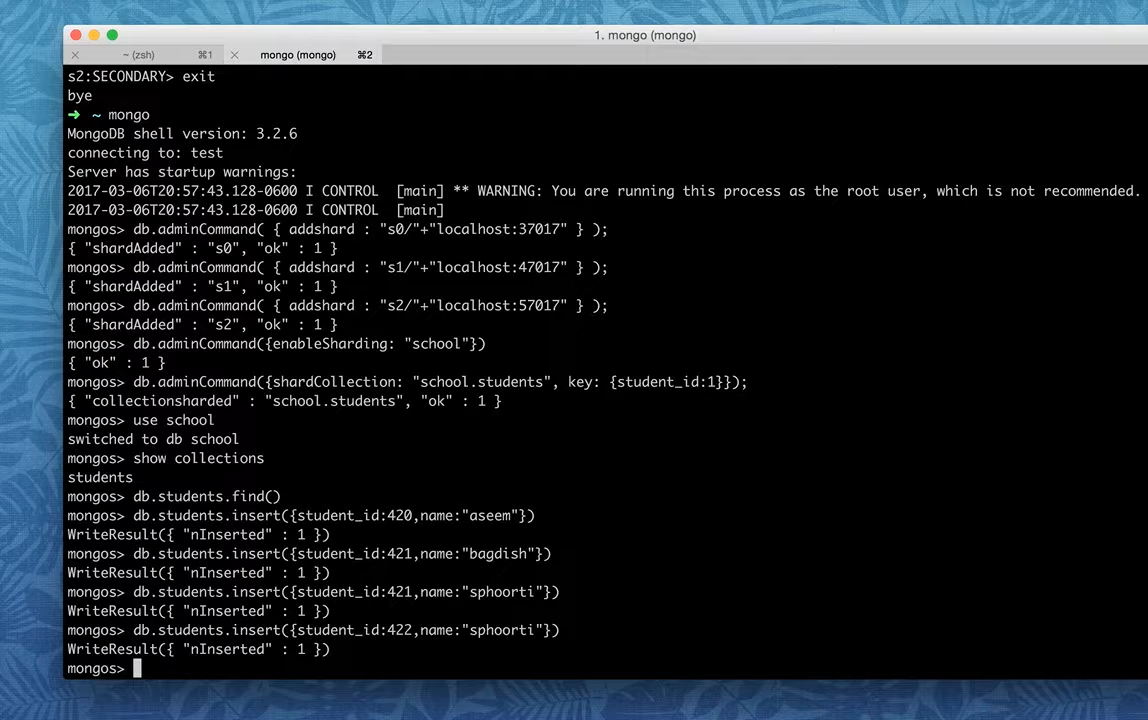 1. mongo (mongo)
~ (zsh) ⌘1 mongo (mongo) ⌘2
s2:SECONDARY> exit
bye
➜ ~ mongo
MongoDB shell version: 3.2.6
connecting to: test
Server has startup warnings:
2017-03-06T20:57:43.128-0600 I CONTROL  [main] ** WARNING: You are running this process as the root user, which is not recommended.
2017-03-06T20:57:43.128-0600 I CONTROL  [main]
mongos> db.adminCommand( { addshard : "s0/"+"localhost:37017" } );
{ "shardAdded" : "s0", "ok" : 1 }
mongos> db.adminCommand( { addshard : "s1/"+"localhost:47017" } );
{ "shardAdded" : "s1", "ok" : 1 }
mongos> db.adminCommand( { addshard : "s2/"+"localhost:57017" } );
{ "shardAdded" : "s2", "ok" : 1 }
mongos> db.adminCommand({enableSharding: "school"})
{ "ok" : 1 }
mongos> db.adminCommand({shardCollection: "school.students", key: {student_id:1}});
{ "collectionsharded" : "school.students", "ok" : 1 }
mongos> use school
switched to db school
mongos> show collections
students
mongos> db.students.find()
mongos> db.students.insert({student_id:420,name:"aseem"})
WriteResult({ "nInserted" : 1 })
mongos> db.students.insert({student_id:421,name:"bagdish"})
WriteResult({ "nInserted" : 1 })
mongos> db.students.insert({student_id:421,name:"sphoorti"})
WriteResult({ "nInserted" : 1 })
mongos> db.students.insert({student_id:422,name:"sphoorti"})
WriteResult({ "nInserted" : 1 })
mongos>